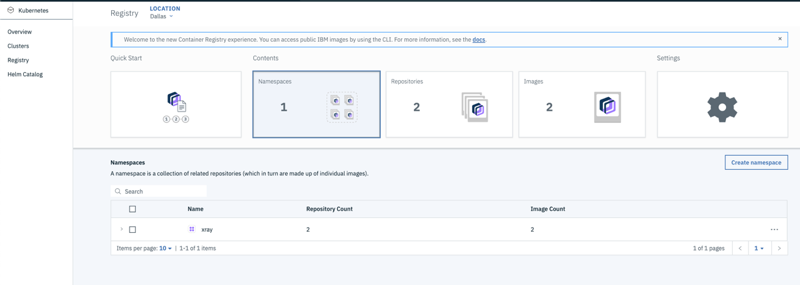 Kubernetes
Overview
Clusters
Registry
Helm Catalog
Registry
LOCATION
Dallas
Welcome to the new Container Registry experience. You can access public IBM images by using the CLI. For more information, see the docs.
Quick Start
Contents
Settings
1 2 3
Namespaces
1
Repositories
2
Images
2
Namespaces
Create namespace
A namespace is a collection of related repositories (which in turn are made up of individual images).
Search
Name Repository Count Image Count
xray 2 2
Items per page: 10 | 1-1 of 1 items 1 of 1 pages 1